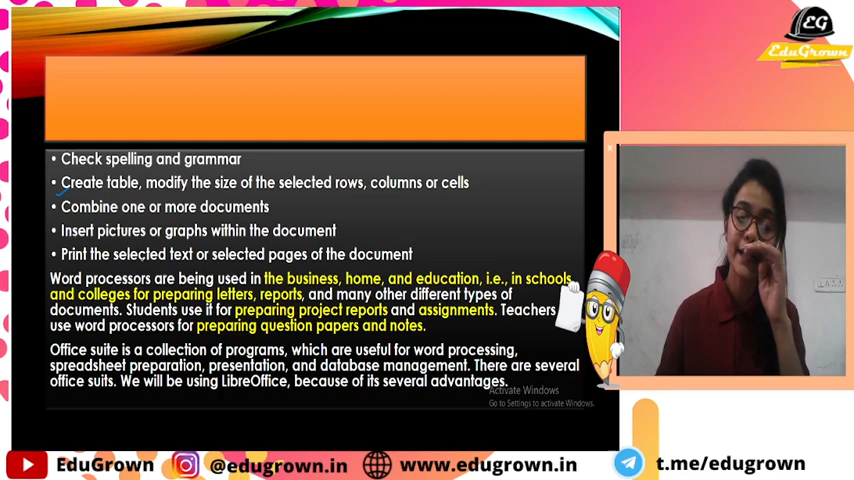 EG
EduGrown
• Check spelling and grammar
• Create table, modify the size of the selected rows, columns or cells
• Combine one or more documents
• Insert pictures or graphs within the document
• Print the selected text or selected pages of the document
Word processors are being used in the business, home, and education, i.e., in schools
and colleges for preparing letters, reports, and many other different types of
documents. Students use it for preparing project reports and assignments. Teachers
use word processors for preparing question papers and notes.
Office suite is a collection of programs, which are useful for word processing,
spreadsheet preparation, presentation, and database management. There are several
office suits. We will be using LibreOffice, because of its several advantages.
Activate Windows
Go to Settings to activate Windows.
x
EduGrown
@edugrown.in
www.edugrown.in
t.me/edugrown